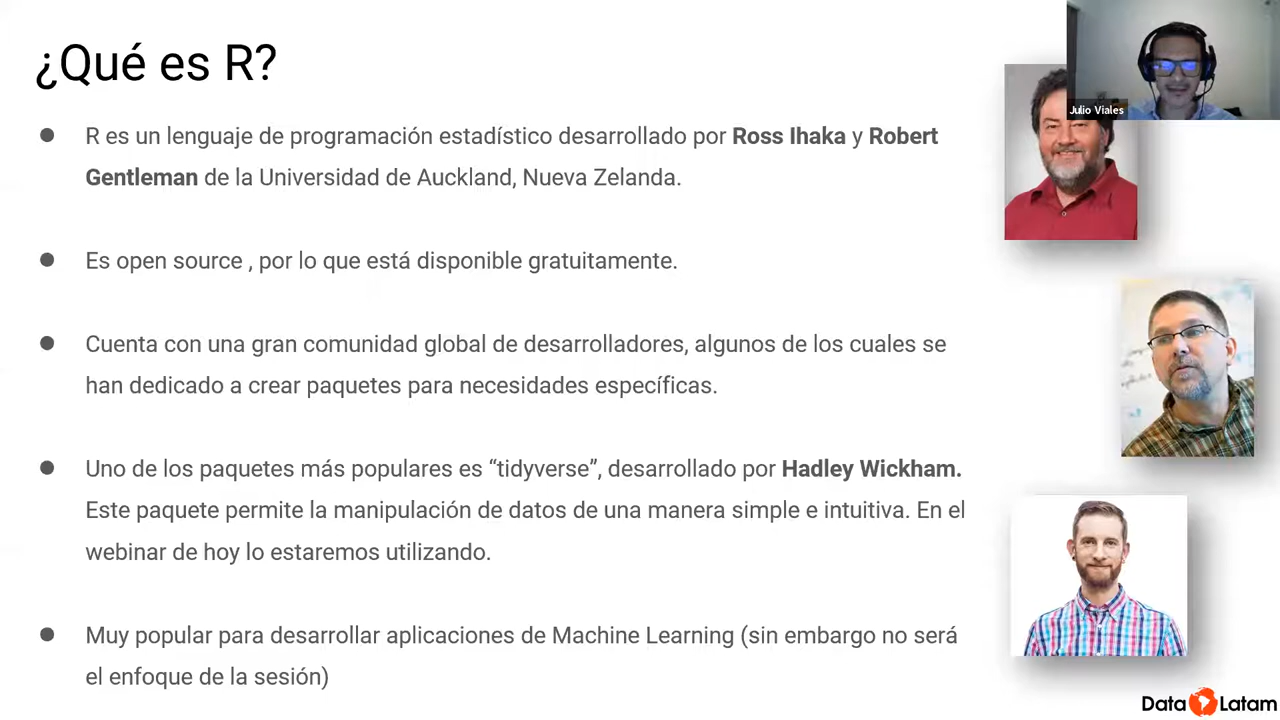 ¿Qué es R?
Julio Viales
● R es un lenguaje de programación estadístico desarrollado por Ross Ihaka y Robert
Gentleman de la Universidad de Auckland, Nueva Zelanda.
● Es open source , por lo que está disponible gratuitamente.
● Cuenta con una gran comunidad global de desarrolladores, algunos de los cuales se
han dedicado a crear paquetes para necesidades específicas.
● Uno de los paquetes más populares es “tidyverse”, desarrollado por Hadley Wickham.
Este paquete permite la manipulación de datos de una manera simple e intuitiva. En el
webinar de hoy lo estaremos utilizando.
● Muy popular para desarrollar aplicaciones de Machine Learning (sin embargo no será
el enfoque de la sesión)
Data Latam